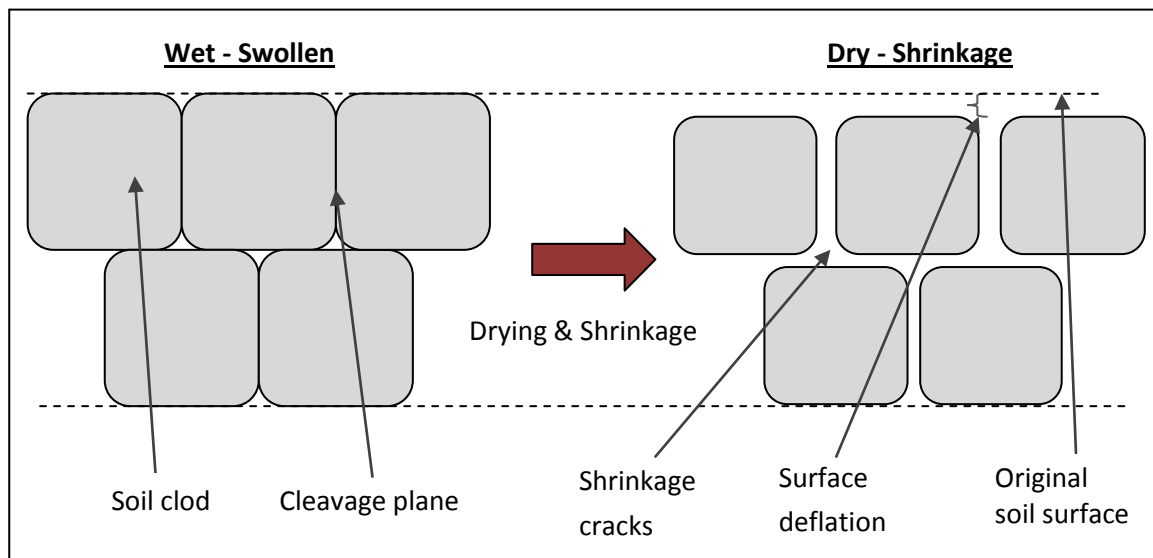 Wet - Swollen
Dry - Shrinkage
Drying & Shrinkage
Soil clod
Cleavage plane
Shrinkage
cracks
Surface
deflation
Original
soil surface